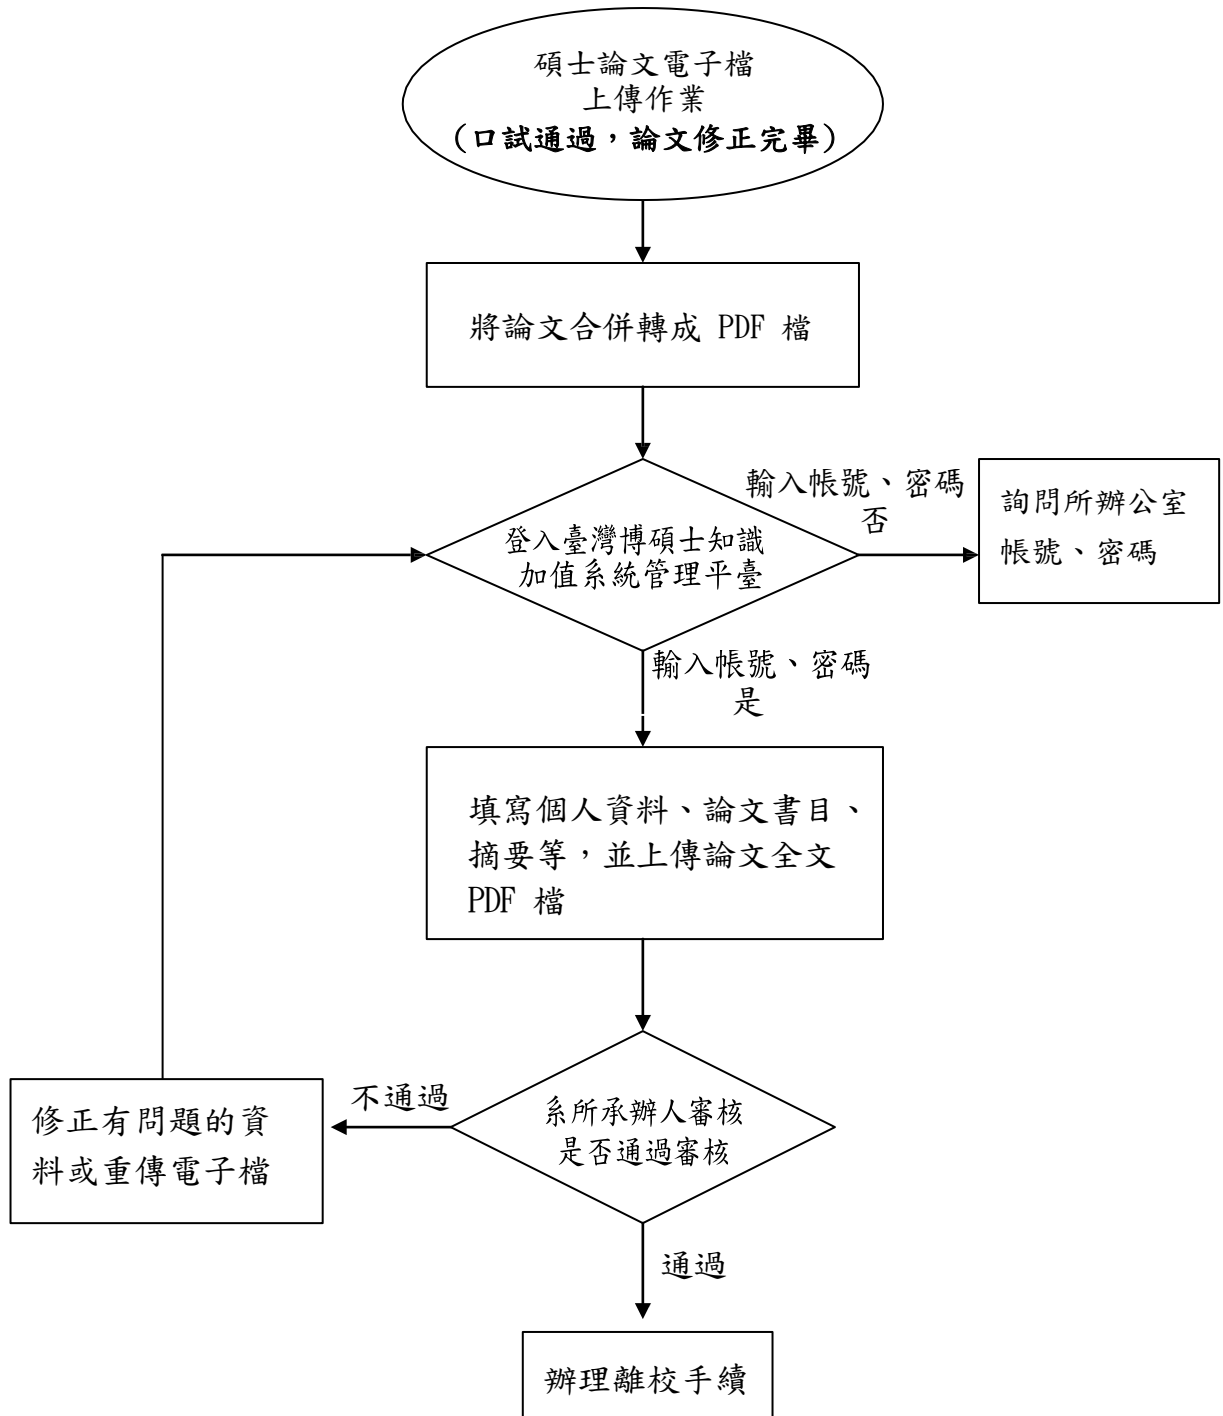 碩士論文電子檔
上傳作業
(口試通過，論文修正完畢)
將論文合併轉成 PDF 檔
登入臺灣博碩士知識
加值系統管理平臺
輸入帳號、密碼
否
詢問所辦公室
帳號、密碼
輸入帳號、密碼
是
填寫個人資料、論文書目、
摘要等，並上傳論文全文
PDF 檔
系所承辦人審核
是否通過審核
不通過
修正有問題的資
料或重傳電子檔
通過
辦理離校手續